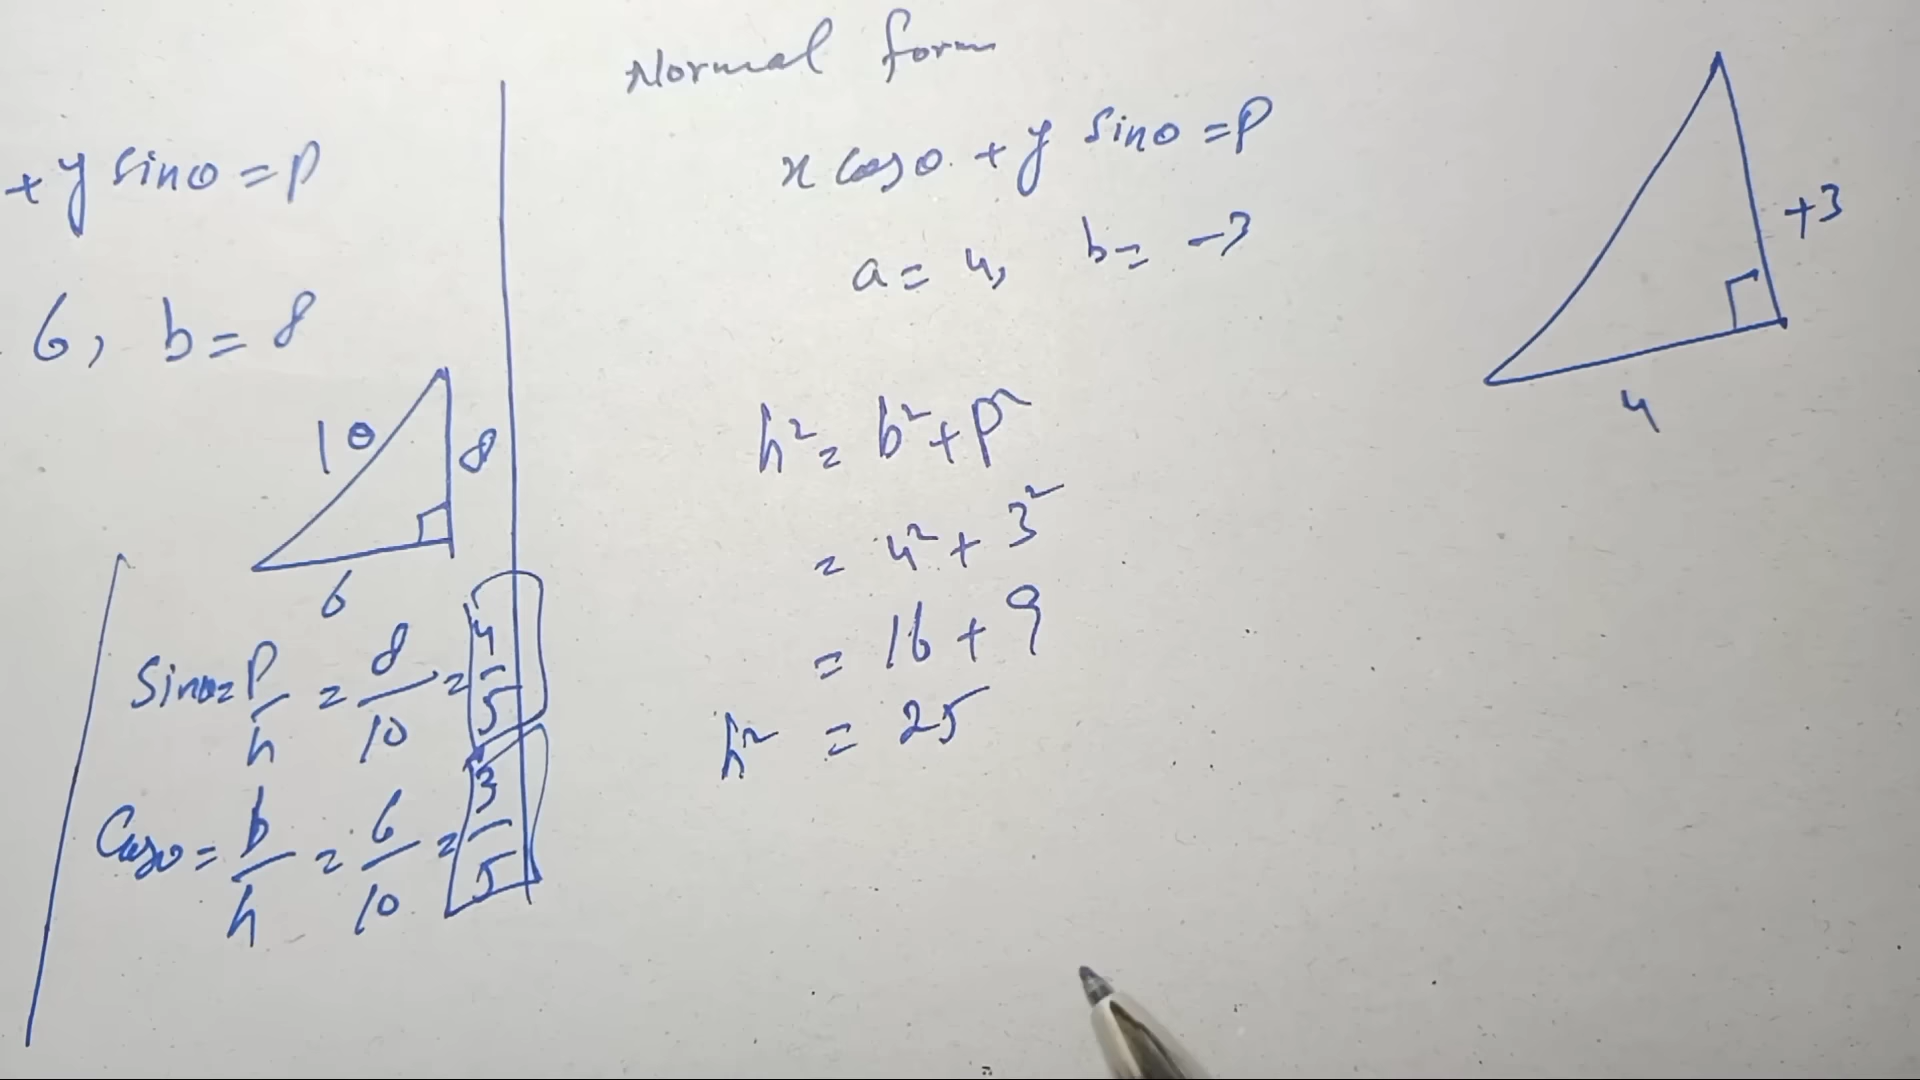 + y sinθ = p
6, b = 8
10
8
6
Sinθ = P/h = 8/10 = 4/5
Cosθ = b/h = 6/10 = 3/5
Normal form
x cosθ + y sinθ = P
a = 4, b = -3
h² = b² + p²
= 4² + 3²
= 16 + 9
h² = 25
+3
4